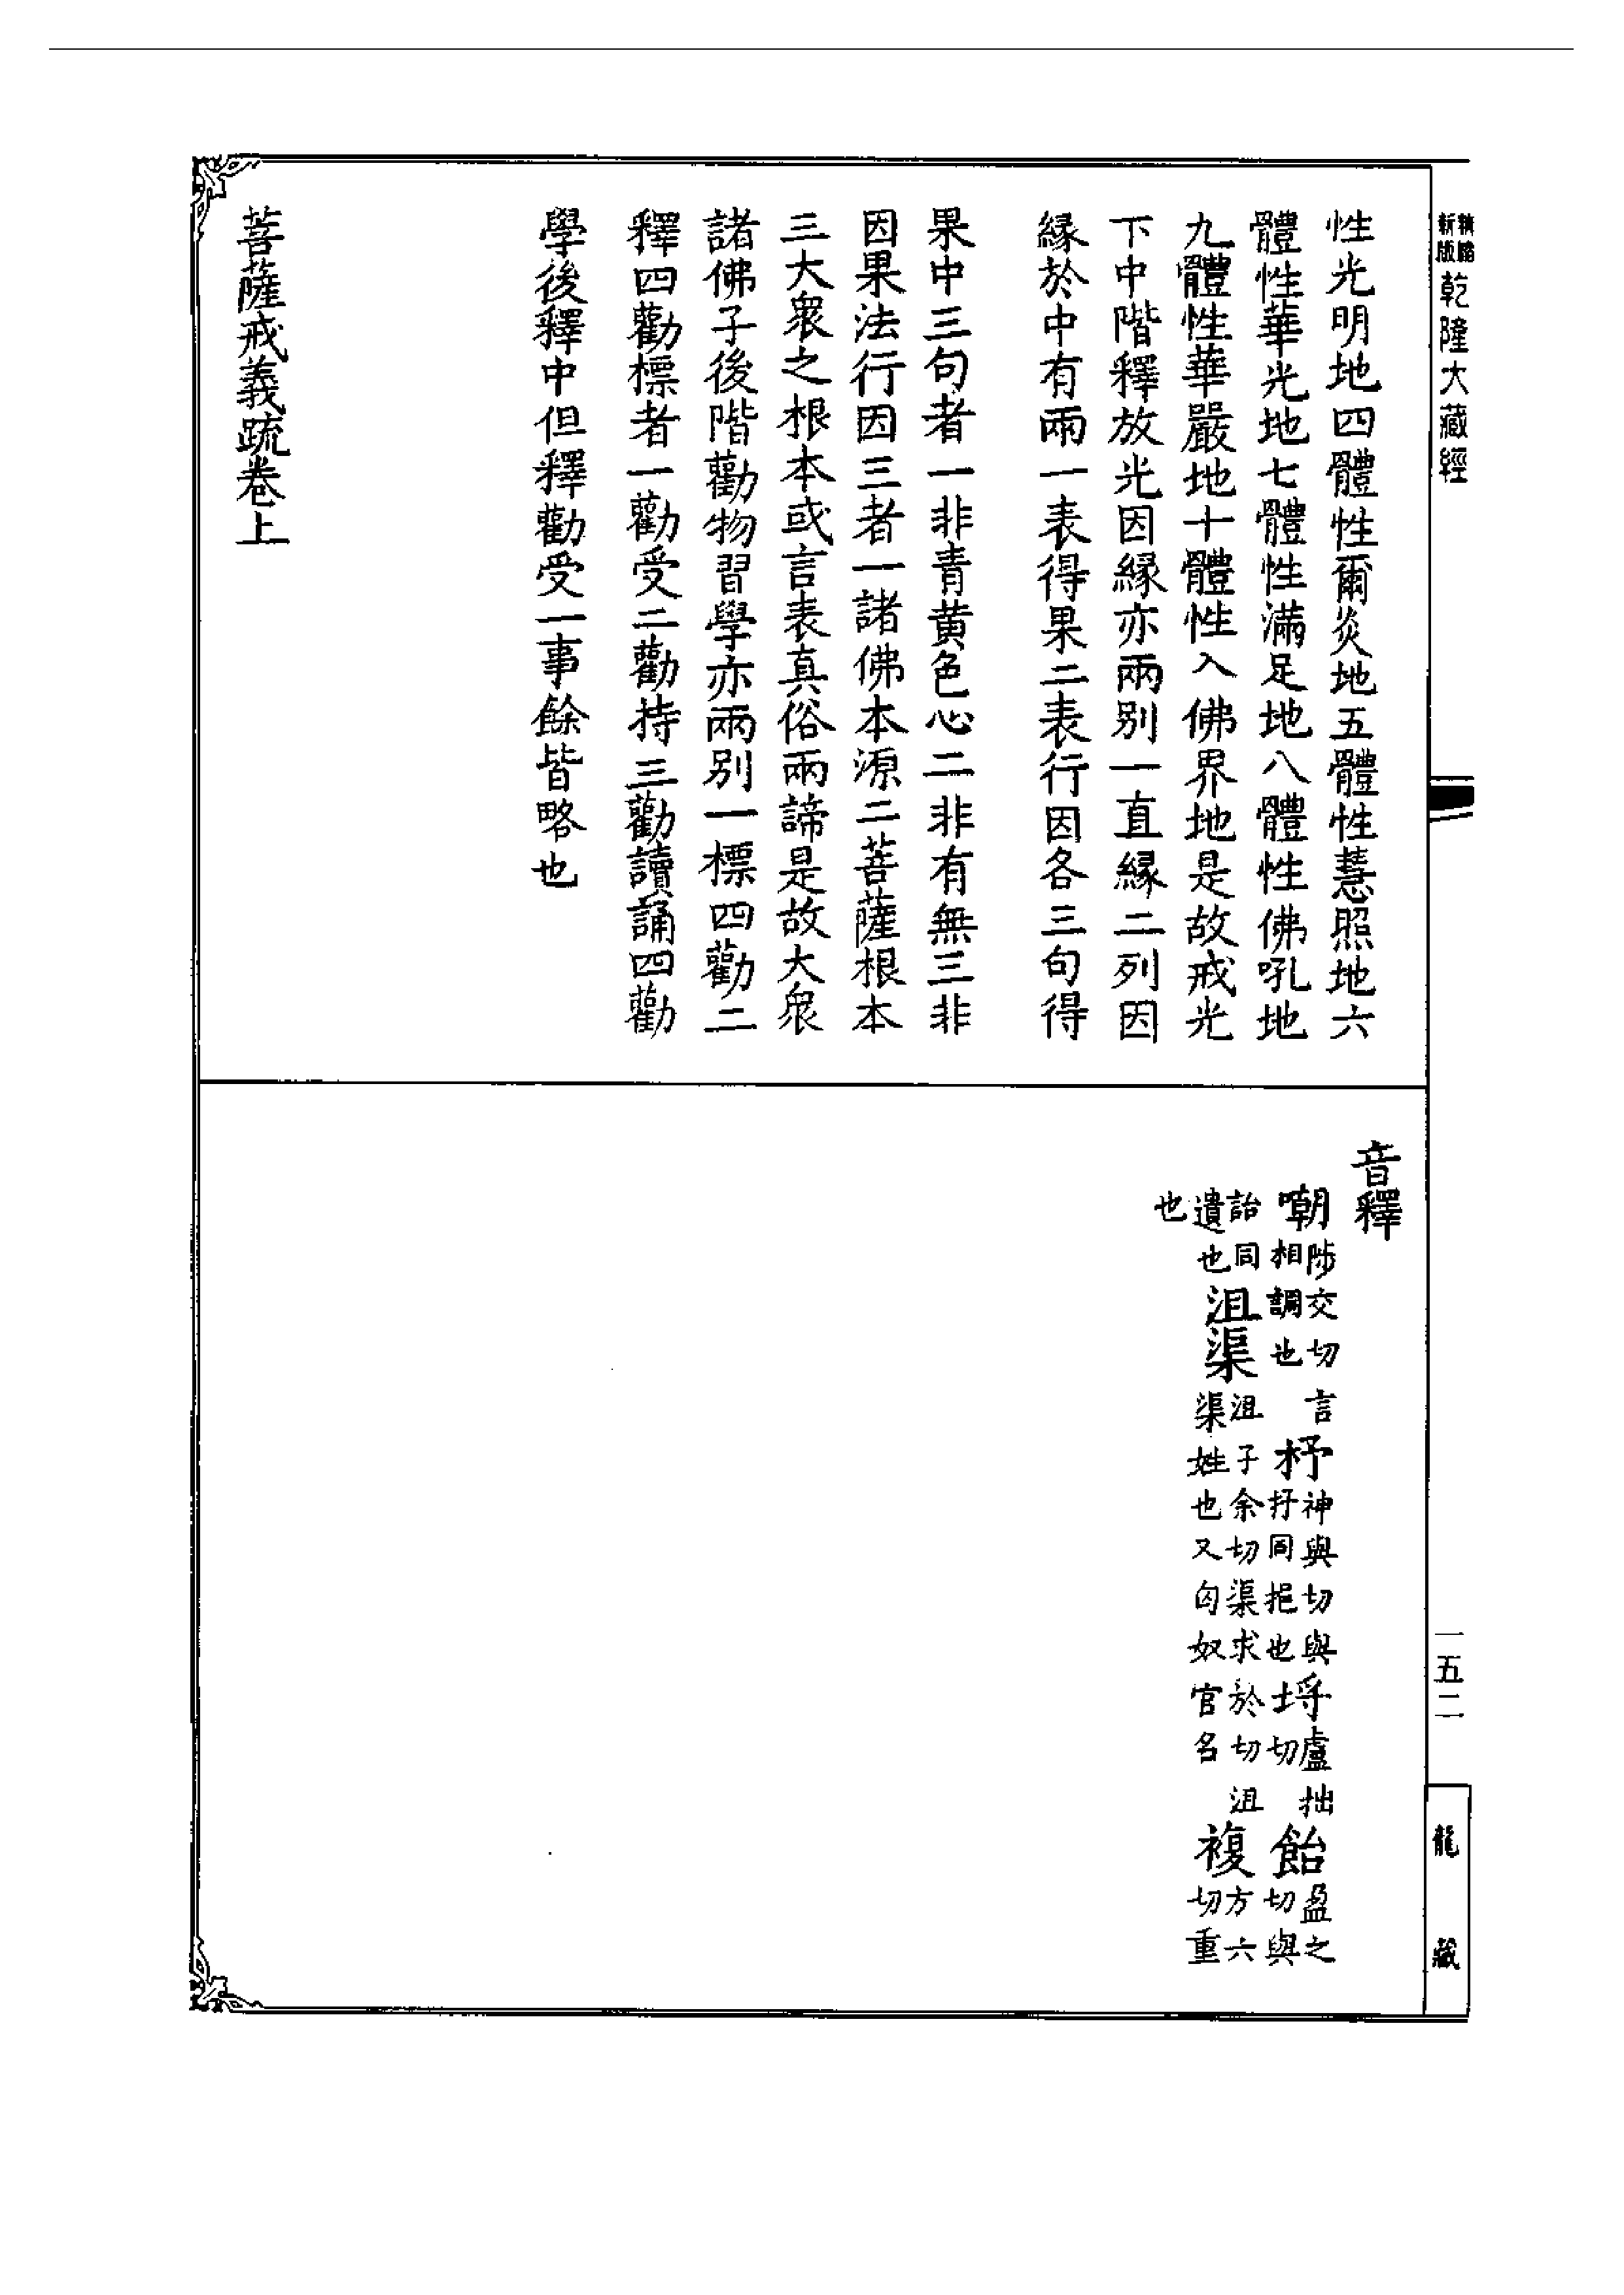 精縮新版
乾隆大藏經
性光明地四體性爾炎地五體性慧照地六
體性華光地七體性滿足地八體性佛吼地
九體性華嚴地十體性入佛界地是故戒光
下中階釋放光因緣亦兩別一直緣二列因
緣於中有兩一表得果二表行因各三句得
果中三句者一非青黃色心二非有無三非
因果法行因三者一諸佛本源二菩薩根本
三大衆之根本或言表真俗兩諦是故大衆
諸佛子後階勸物習學亦兩別一標四勸二
釋四勸標者一勸受二勸持三勸讀誦四勸
學後釋中但釋勸受一事餘皆略也
菩薩戒義疏卷上
音釋
嘲陟交切言相調也 杼神與切與抒同挹也 埒盧拙切 飴盈之切與
詒同遺也 沮渠沮子余切渠求於切沮渠姓也又匈奴官名 複方六切重
也
一五二
龍藏